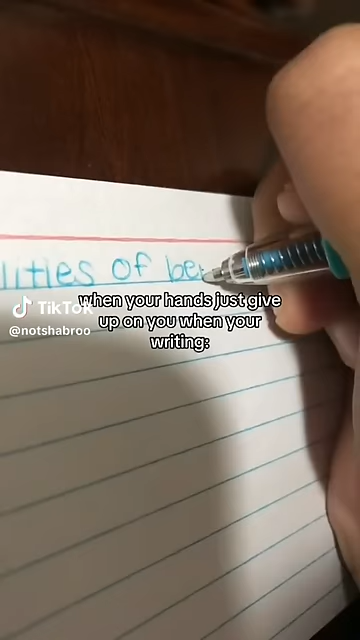 lities of be
TikTok
@notshabroo
when your hands just give
up on you when your
writing: